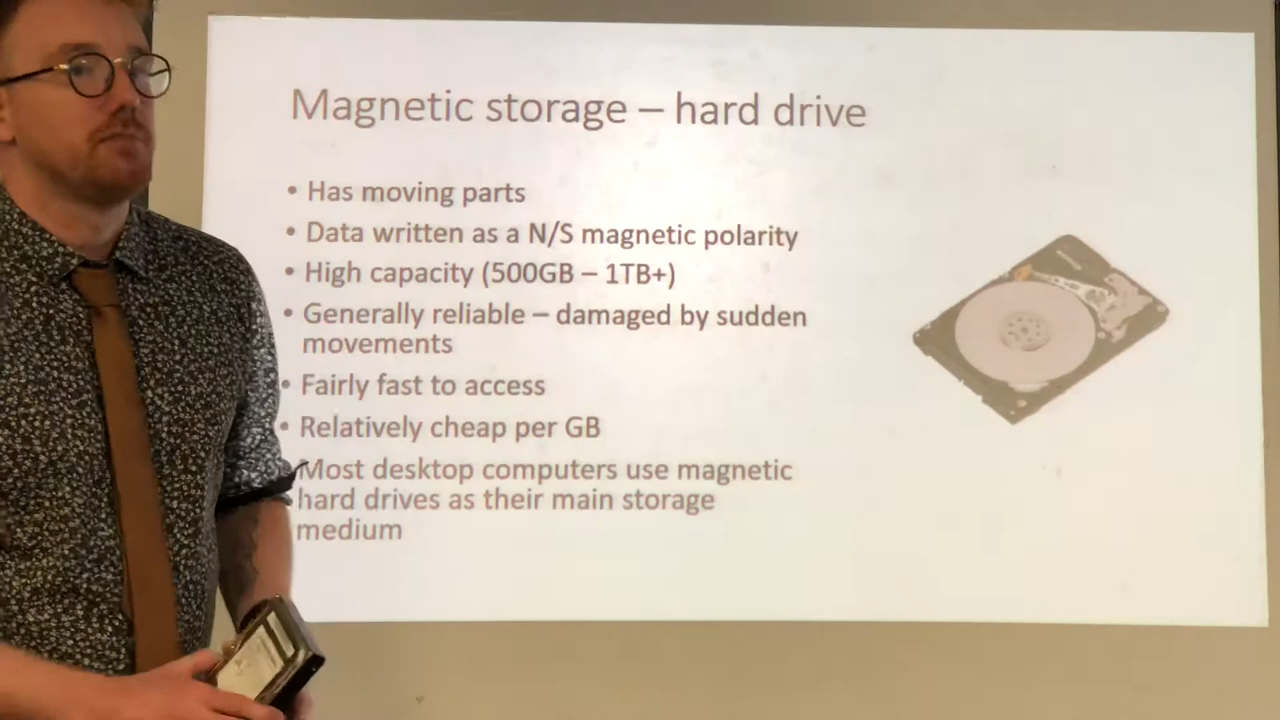 Magnetic storage – hard drive
• Has moving parts
• Data written as a N/S magnetic polarity
• High capacity (500GB – 1TB+)
• Generally reliable – damaged by sudden
movements
• Fairly fast to access
• Relatively cheap per GB
Most desktop computers use magnetic
hard drives as their main storage
medium